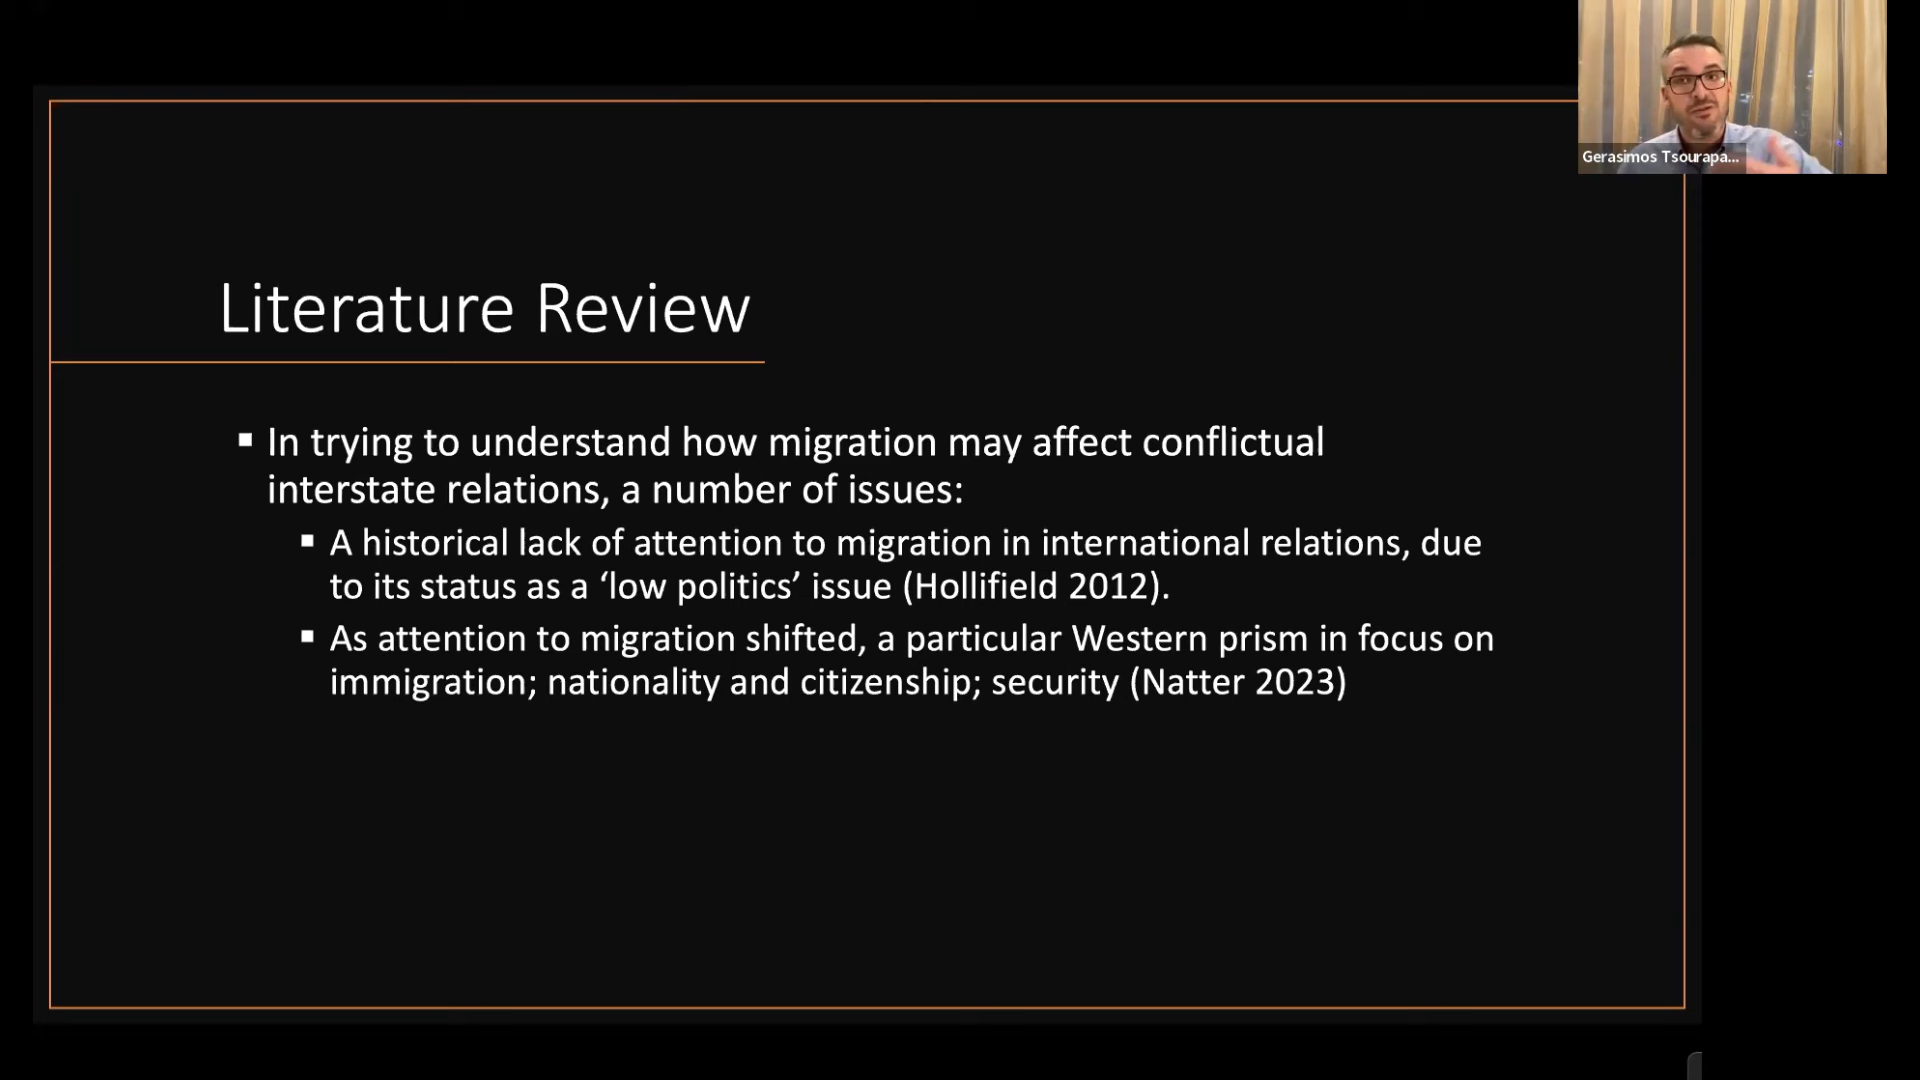 Gerasimos Tsourapa...
Literature Review
In trying to understand how migration may affect conflictual
interstate relations, a number of issues:
A historical lack of attention to migration in international relations, due
to its status as a ‘low politics’ issue (Hollifield 2012).
As attention to migration shifted, a particular Western prism in focus on
immigration; nationality and citizenship; security (Natter 2023)